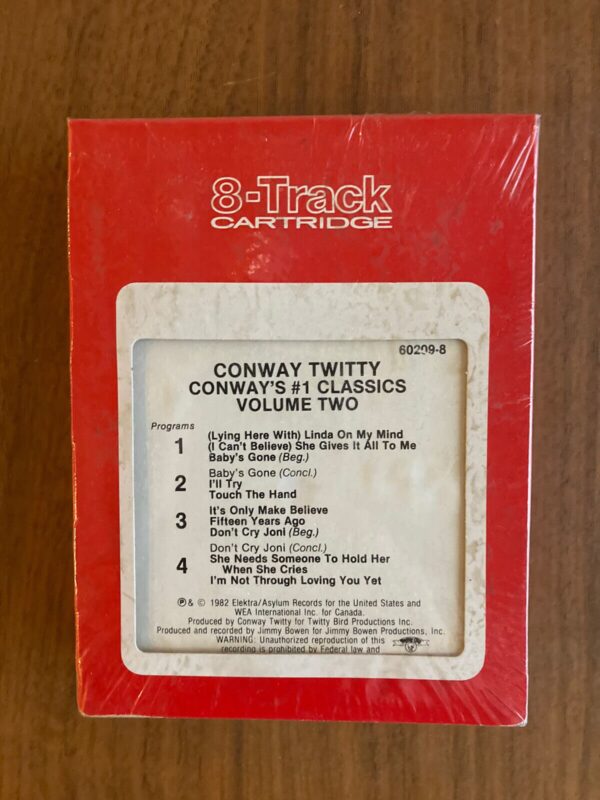 8-Track
CARTRIDGE
60209-8
CONWAY TWITTY
CONWAY'S #1 CLASSICS
VOLUME TWO
Programs
1
(Lying Here With) Linda On My Mind
(I Can't Believe) She Gives It All To Me
Baby's Gone (Beg.)
2
Baby's Gone (Concl.)
I'll Try
Touch The Hand
3
It's Only Make Believe
Fifteen Years Ago
Don't Cry Joni (Beg.)
4
Don't Cry Joni (Concl.)
She Needs Someone To Hold Her
When She Cries
I'm Not Through Loving You Yet
℗ & © 1982 Elektra/Asylum Records for the United States and
WEA International Inc. for Canada.
Produced by Conway Twitty for Twitty Bird Productions Inc.
Produced and recorded by Jimmy Bowen for Jimmy Bowen Productions, Inc.
WARNING: Unauthorized reproduction of this
recording is prohibited by Federal law and